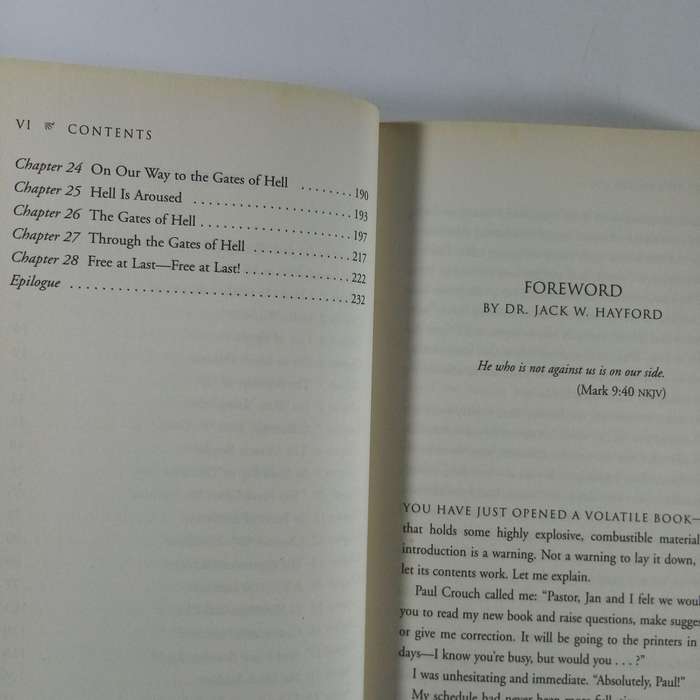 VI CONTENTS
Chapter 24 On Our Way to the Gates of Hell ........ 190
Chapter 25 Hell Is Aroused ........................ 193
Chapter 26 The Gates of Hell ....................... 197
Chapter 27 Through the Gates of Hell ............... 217
Chapter 28 Free at Last—Free at Last! ................ 222
Epilogue ........................................ 232
FOREWORD
BY DR. JACK W. HAYFORD
He who is not against us is on our side.
(Mark 9:40 NKJV)
YOU HAVE JUST OPENED A VOLATILE BOOK—
that holds some highly explosive, combustible material
introduction is a warning. Not a warning to lay it down,
let its contents work. Let me explain.
Paul Crouch called me: “Pastor, Jan and I felt we
you to read my new book and raise questions, make
or give me correction. It will be going to the printers in
days—I know you're busy, but would you . . . ?”
I was unhesitating and immediate. “Absolutely, Paul!”
My schedule had never been more